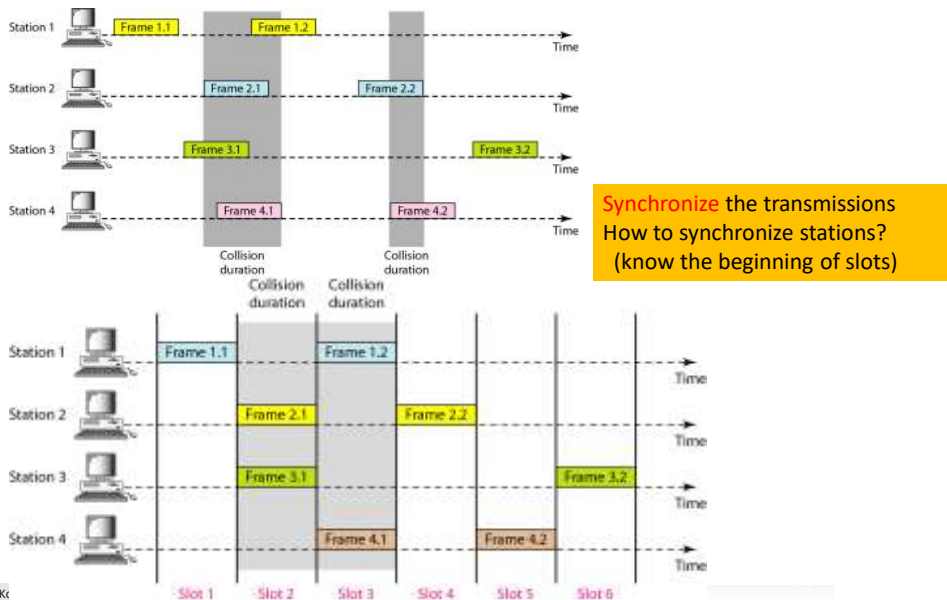 Station 1
Frame 1.1
Frame 1.2
Time
Station 2
Frame 2.1
Frame 2.2
Time
Station 3
Frame 3.1
Frame 3.2
Time
Station 4
Frame 4.1
Frame 4.2
Time
Collision
duration
Collision
duration
Synchronize the transmissions
How to synchronize stations?
(know the beginning of slots)
Collision
duration
Collision
duration
Station 1
Frame 1.1
Frame 1.2
Time
Station 2
Frame 2.1
Frame 2.2
Time
Station 3
Frame 3.1
Frame 3.2
Time
Station 4
Frame 4.1
Frame 4.2
Time
Slot 1
Slot 2
Slot 3
Slot 4
Slot 5
Slot 6